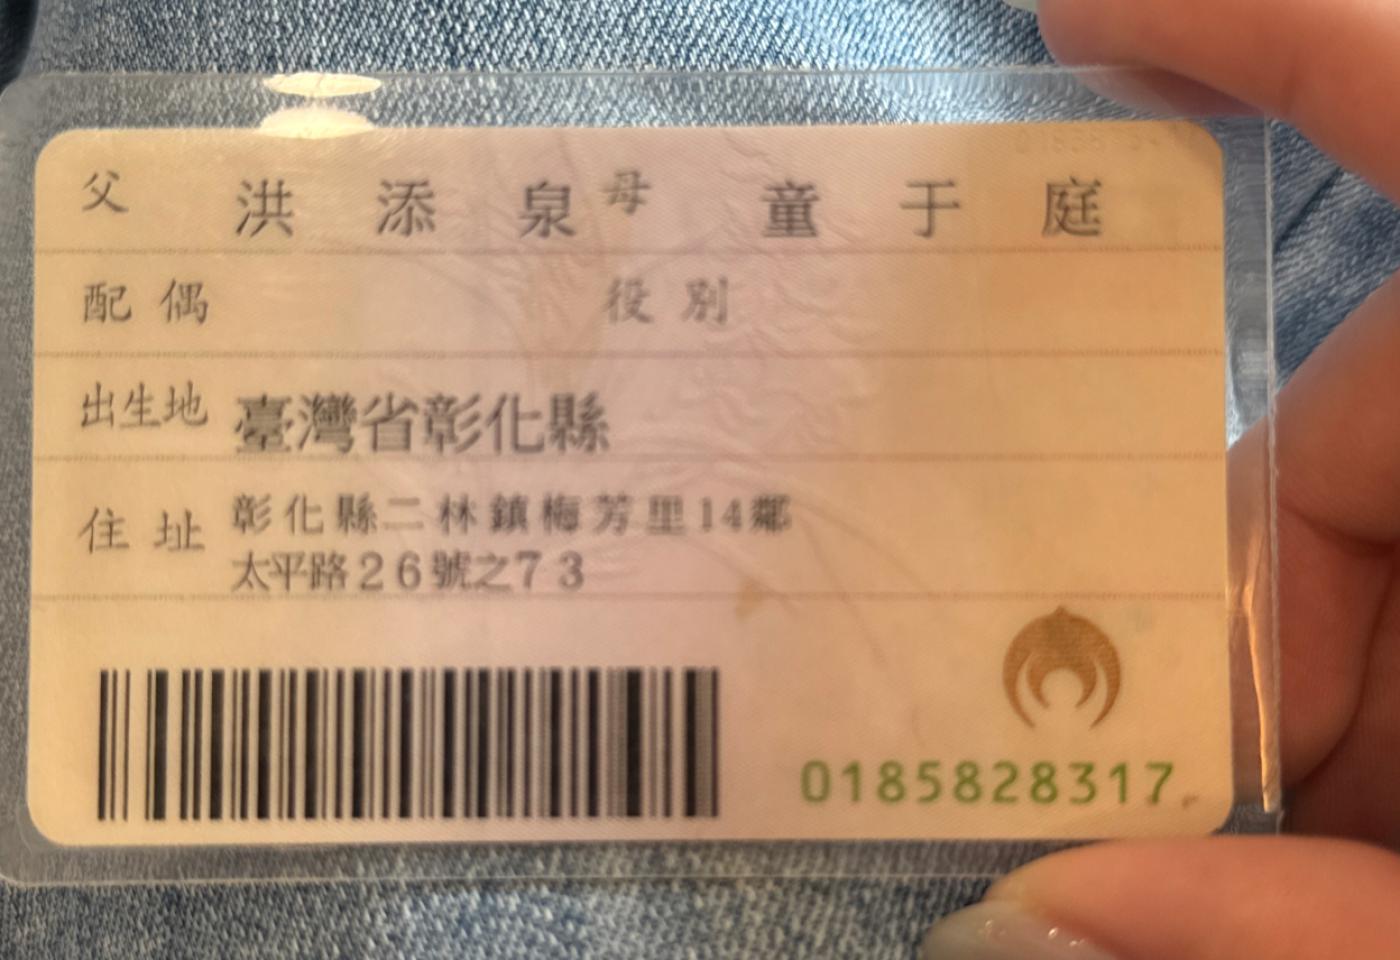 父 洪添泉 母 童于庭
配偶 役別
出生地 臺灣省彰化縣
住址 彰化縣二林鎮梅芳里14鄰
太平路26號之73
0185828317